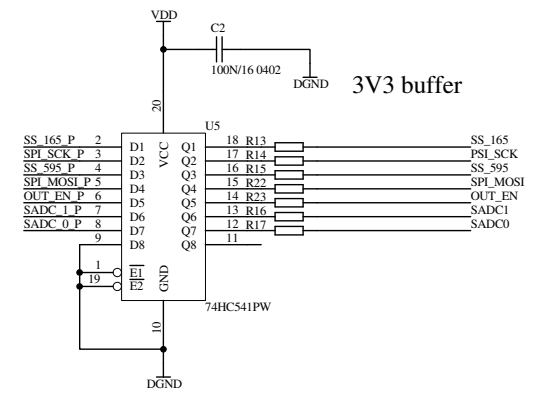 VDD
C2
100N/16 0402
DGND
3V3 buffer
20
U5
VCC
SS_165_P 2 D1 Q1 18 R13 SS_165
SPI_SCK_P 3 D2 Q2 17 R14 PSI_SCK
SS_595_P 4 D3 Q3 16 R15 SS_595
SPI_MOSI_P 5 D4 Q4 15 R22 SPI_MOSI
OUT_EN_P 6 D5 Q5 14 R23 OUT_EN
SADC_1_P 7 D6 Q6 13 R16 SADC1
SADC_0_P 8 D7 Q7 12 R17 SADC0
9 D8 Q8 11
1 E1
19 E2
GND
74HC541PW
10
DGND